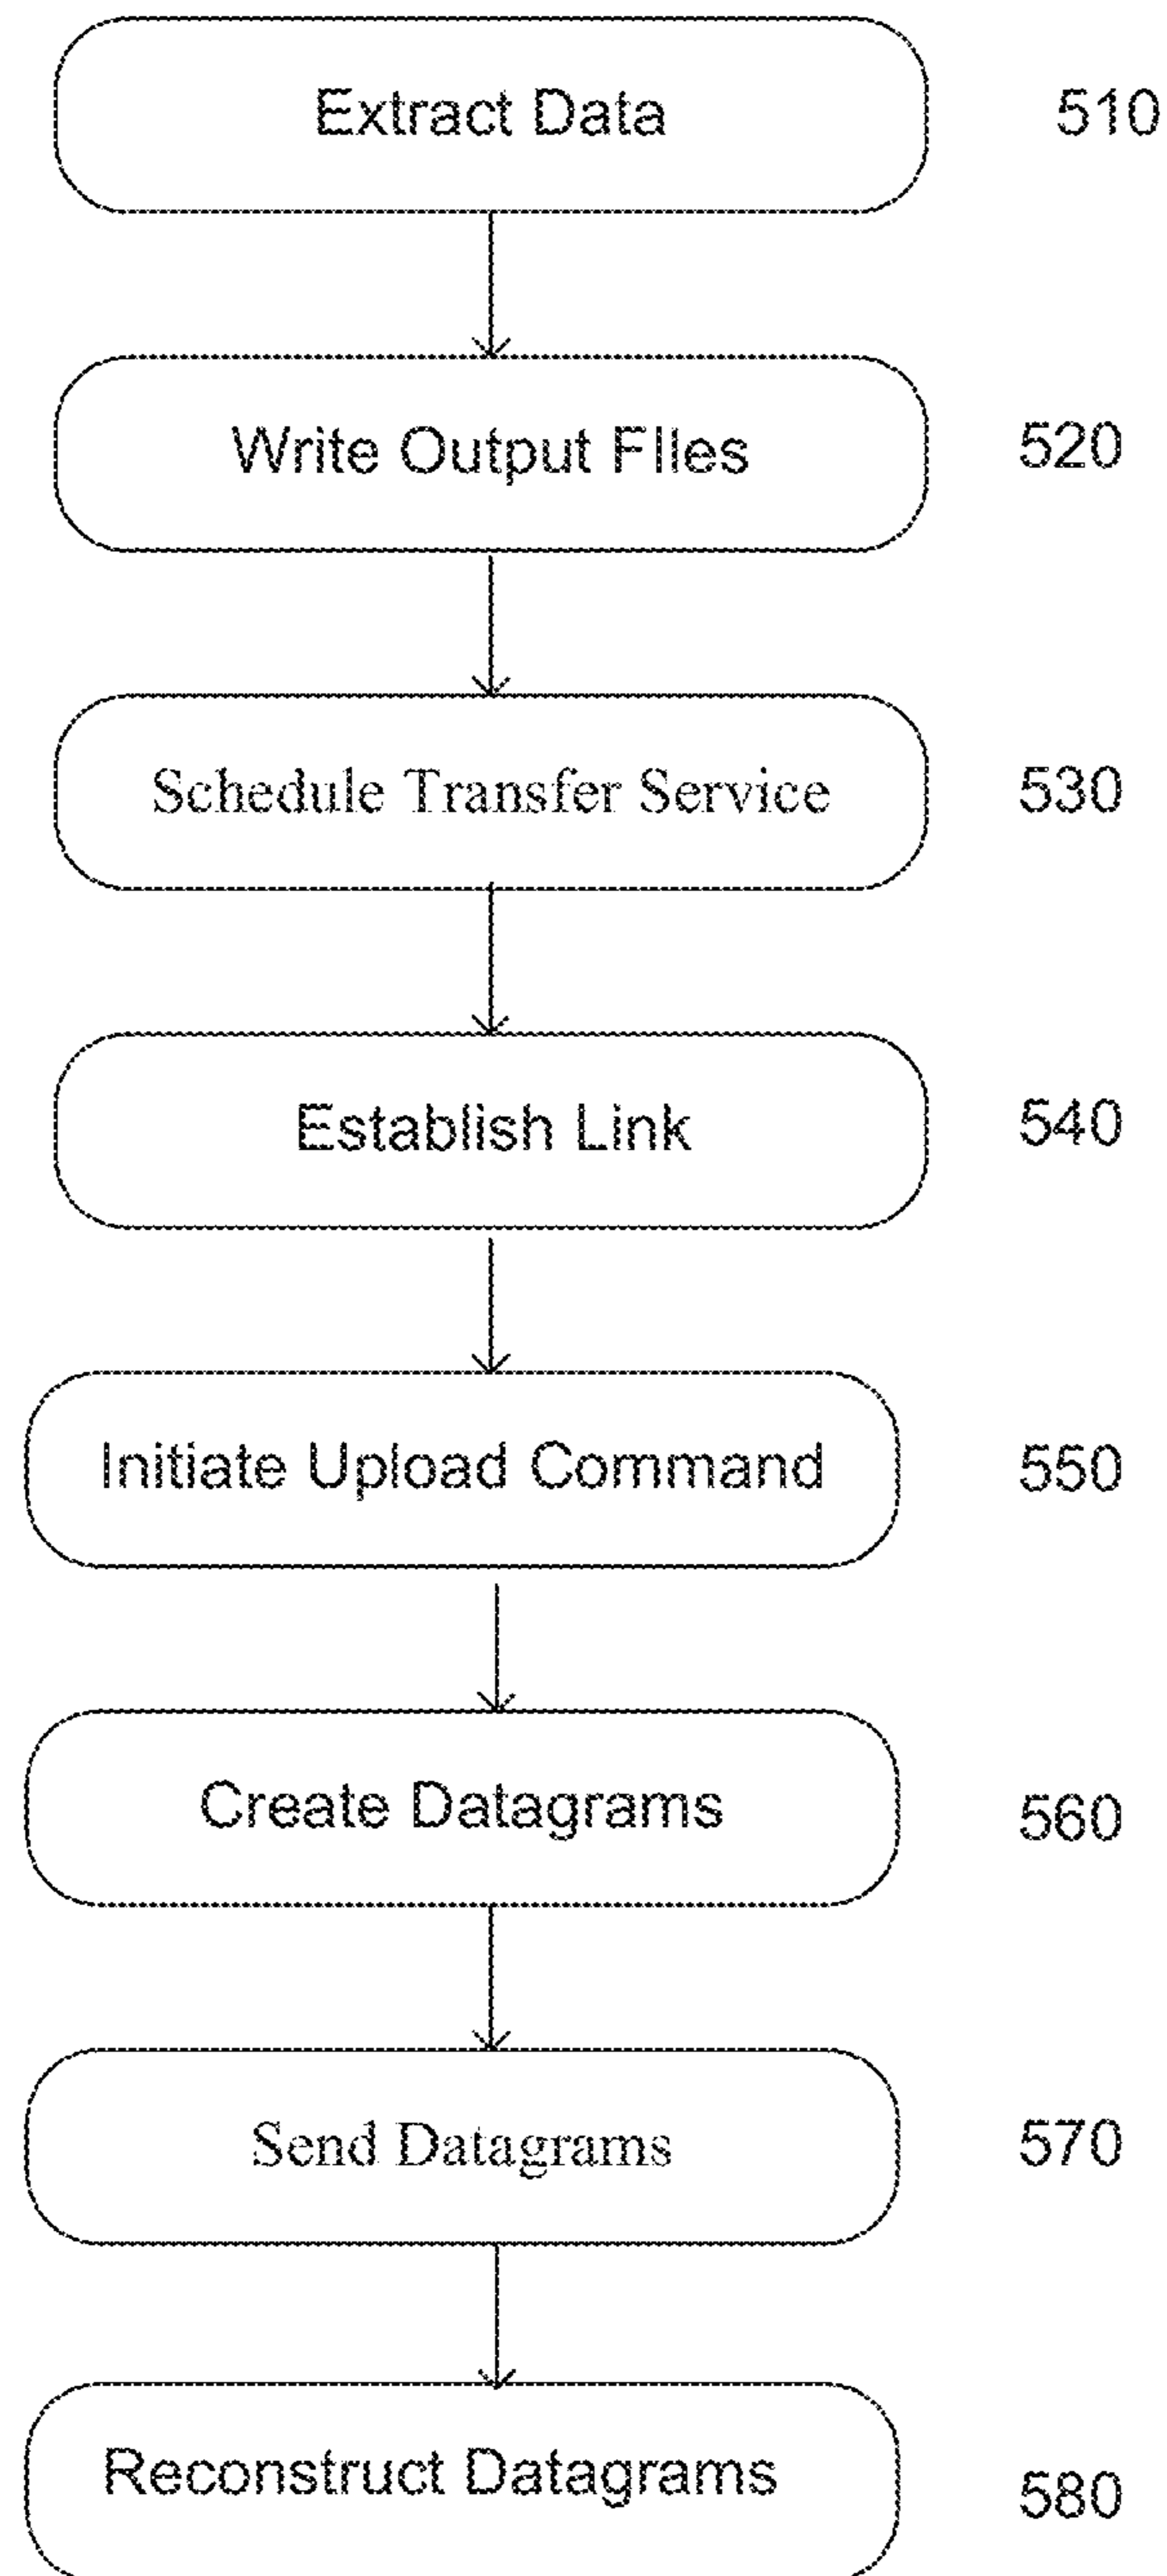 Extract Data 510
Write Output FIles 520
Schedule Transfer Service 530
Establish Link 540
Initiate Upload Command 550
Create Datagrams 560
Send Datagrams 570
Reconstruct Datagrams 580